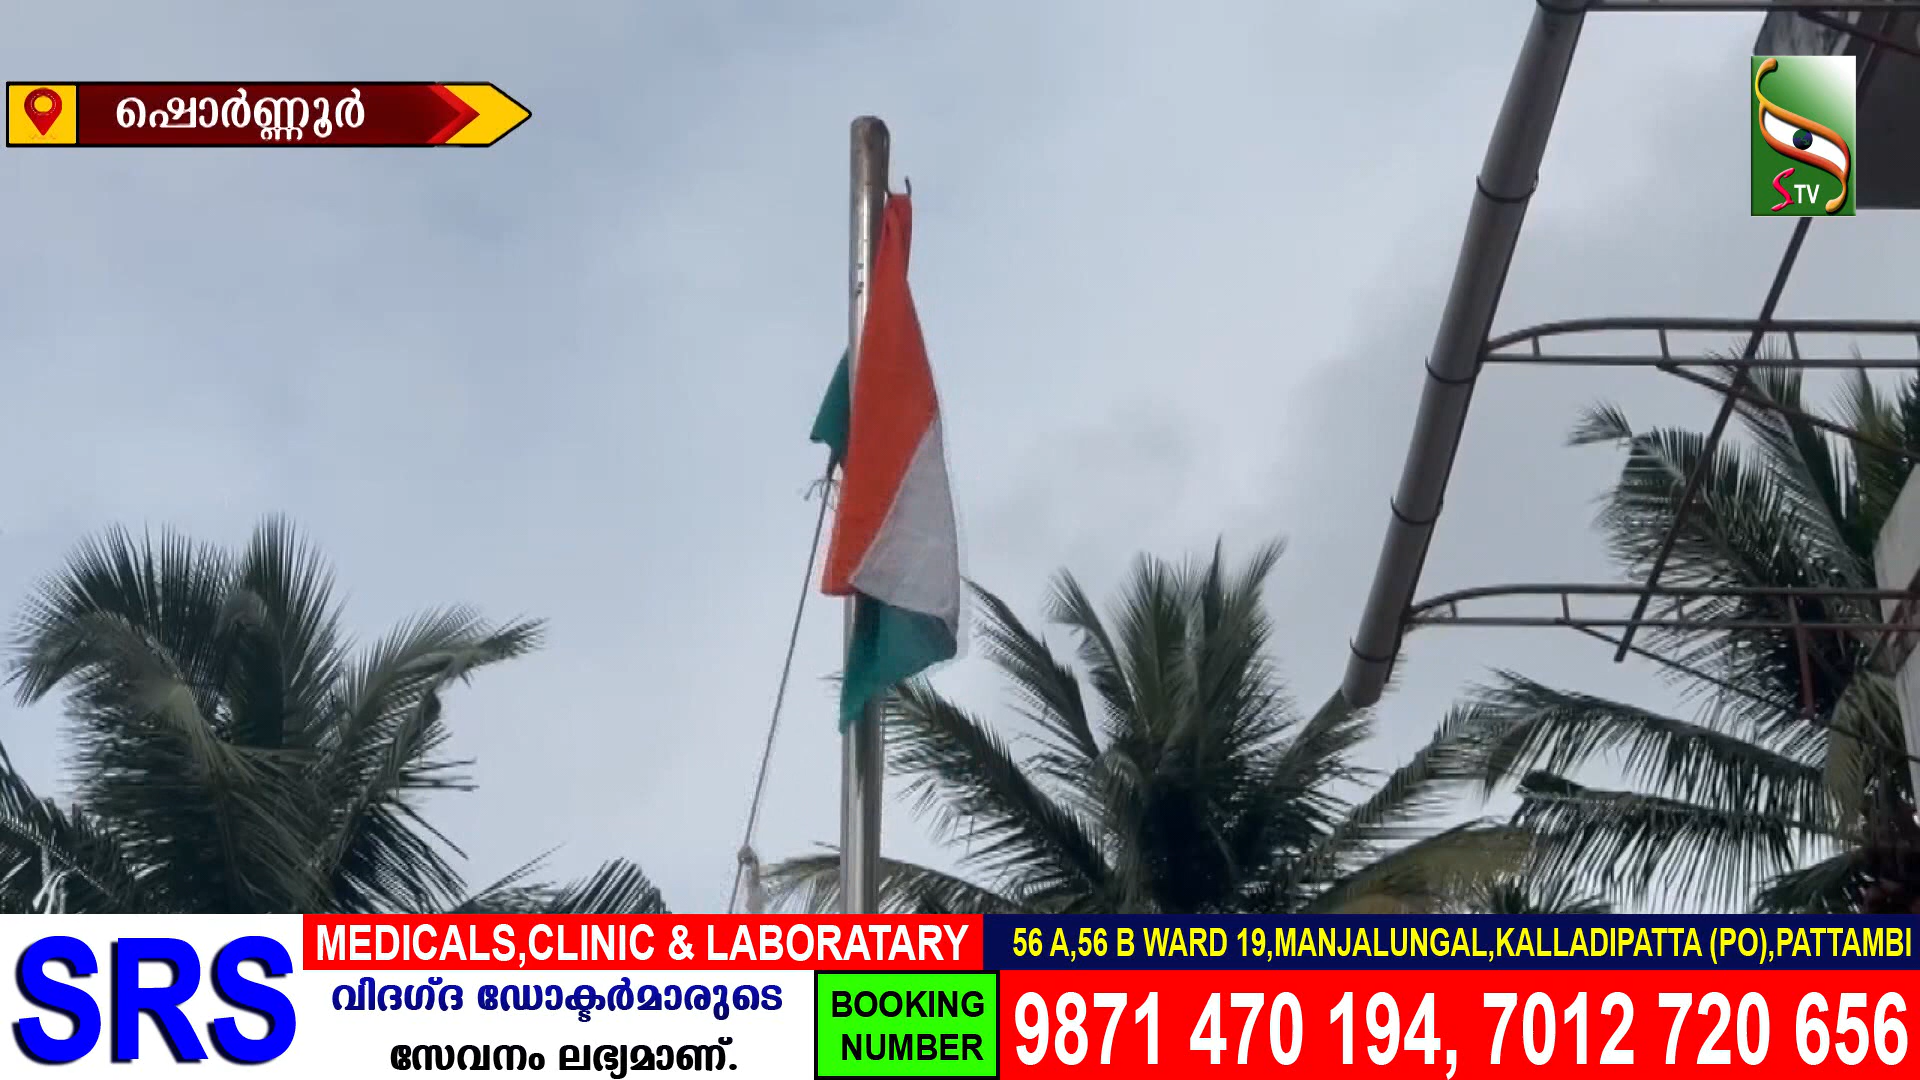 ഷൊർണ്ണൂർ
STV
SRS
MEDICALS,CLINIC & LABORATARY
56 A,56 B WARD 19,MANJALUNGAL,KALLADIPATTA (PO),PATTAMBI
വിദഗ്ദ ഡോക്ടർമാരുടെ
സേവനം ലഭ്യമാണ്.
BOOKING
NUMBER
9871 470 194, 7012 720 656